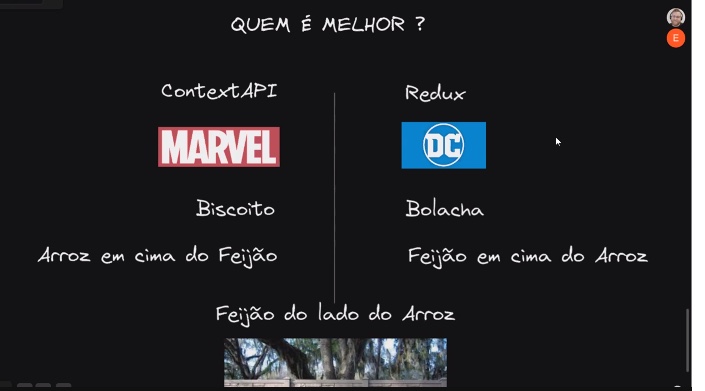 QUEM É MELHOR ?
E
ContextAPI
Redux
MARVEL
DC
Biscoito
Bolacha
Arroz em cima do Feijão
Feijão em cima do Arroz
Feijão do lado do Arroz